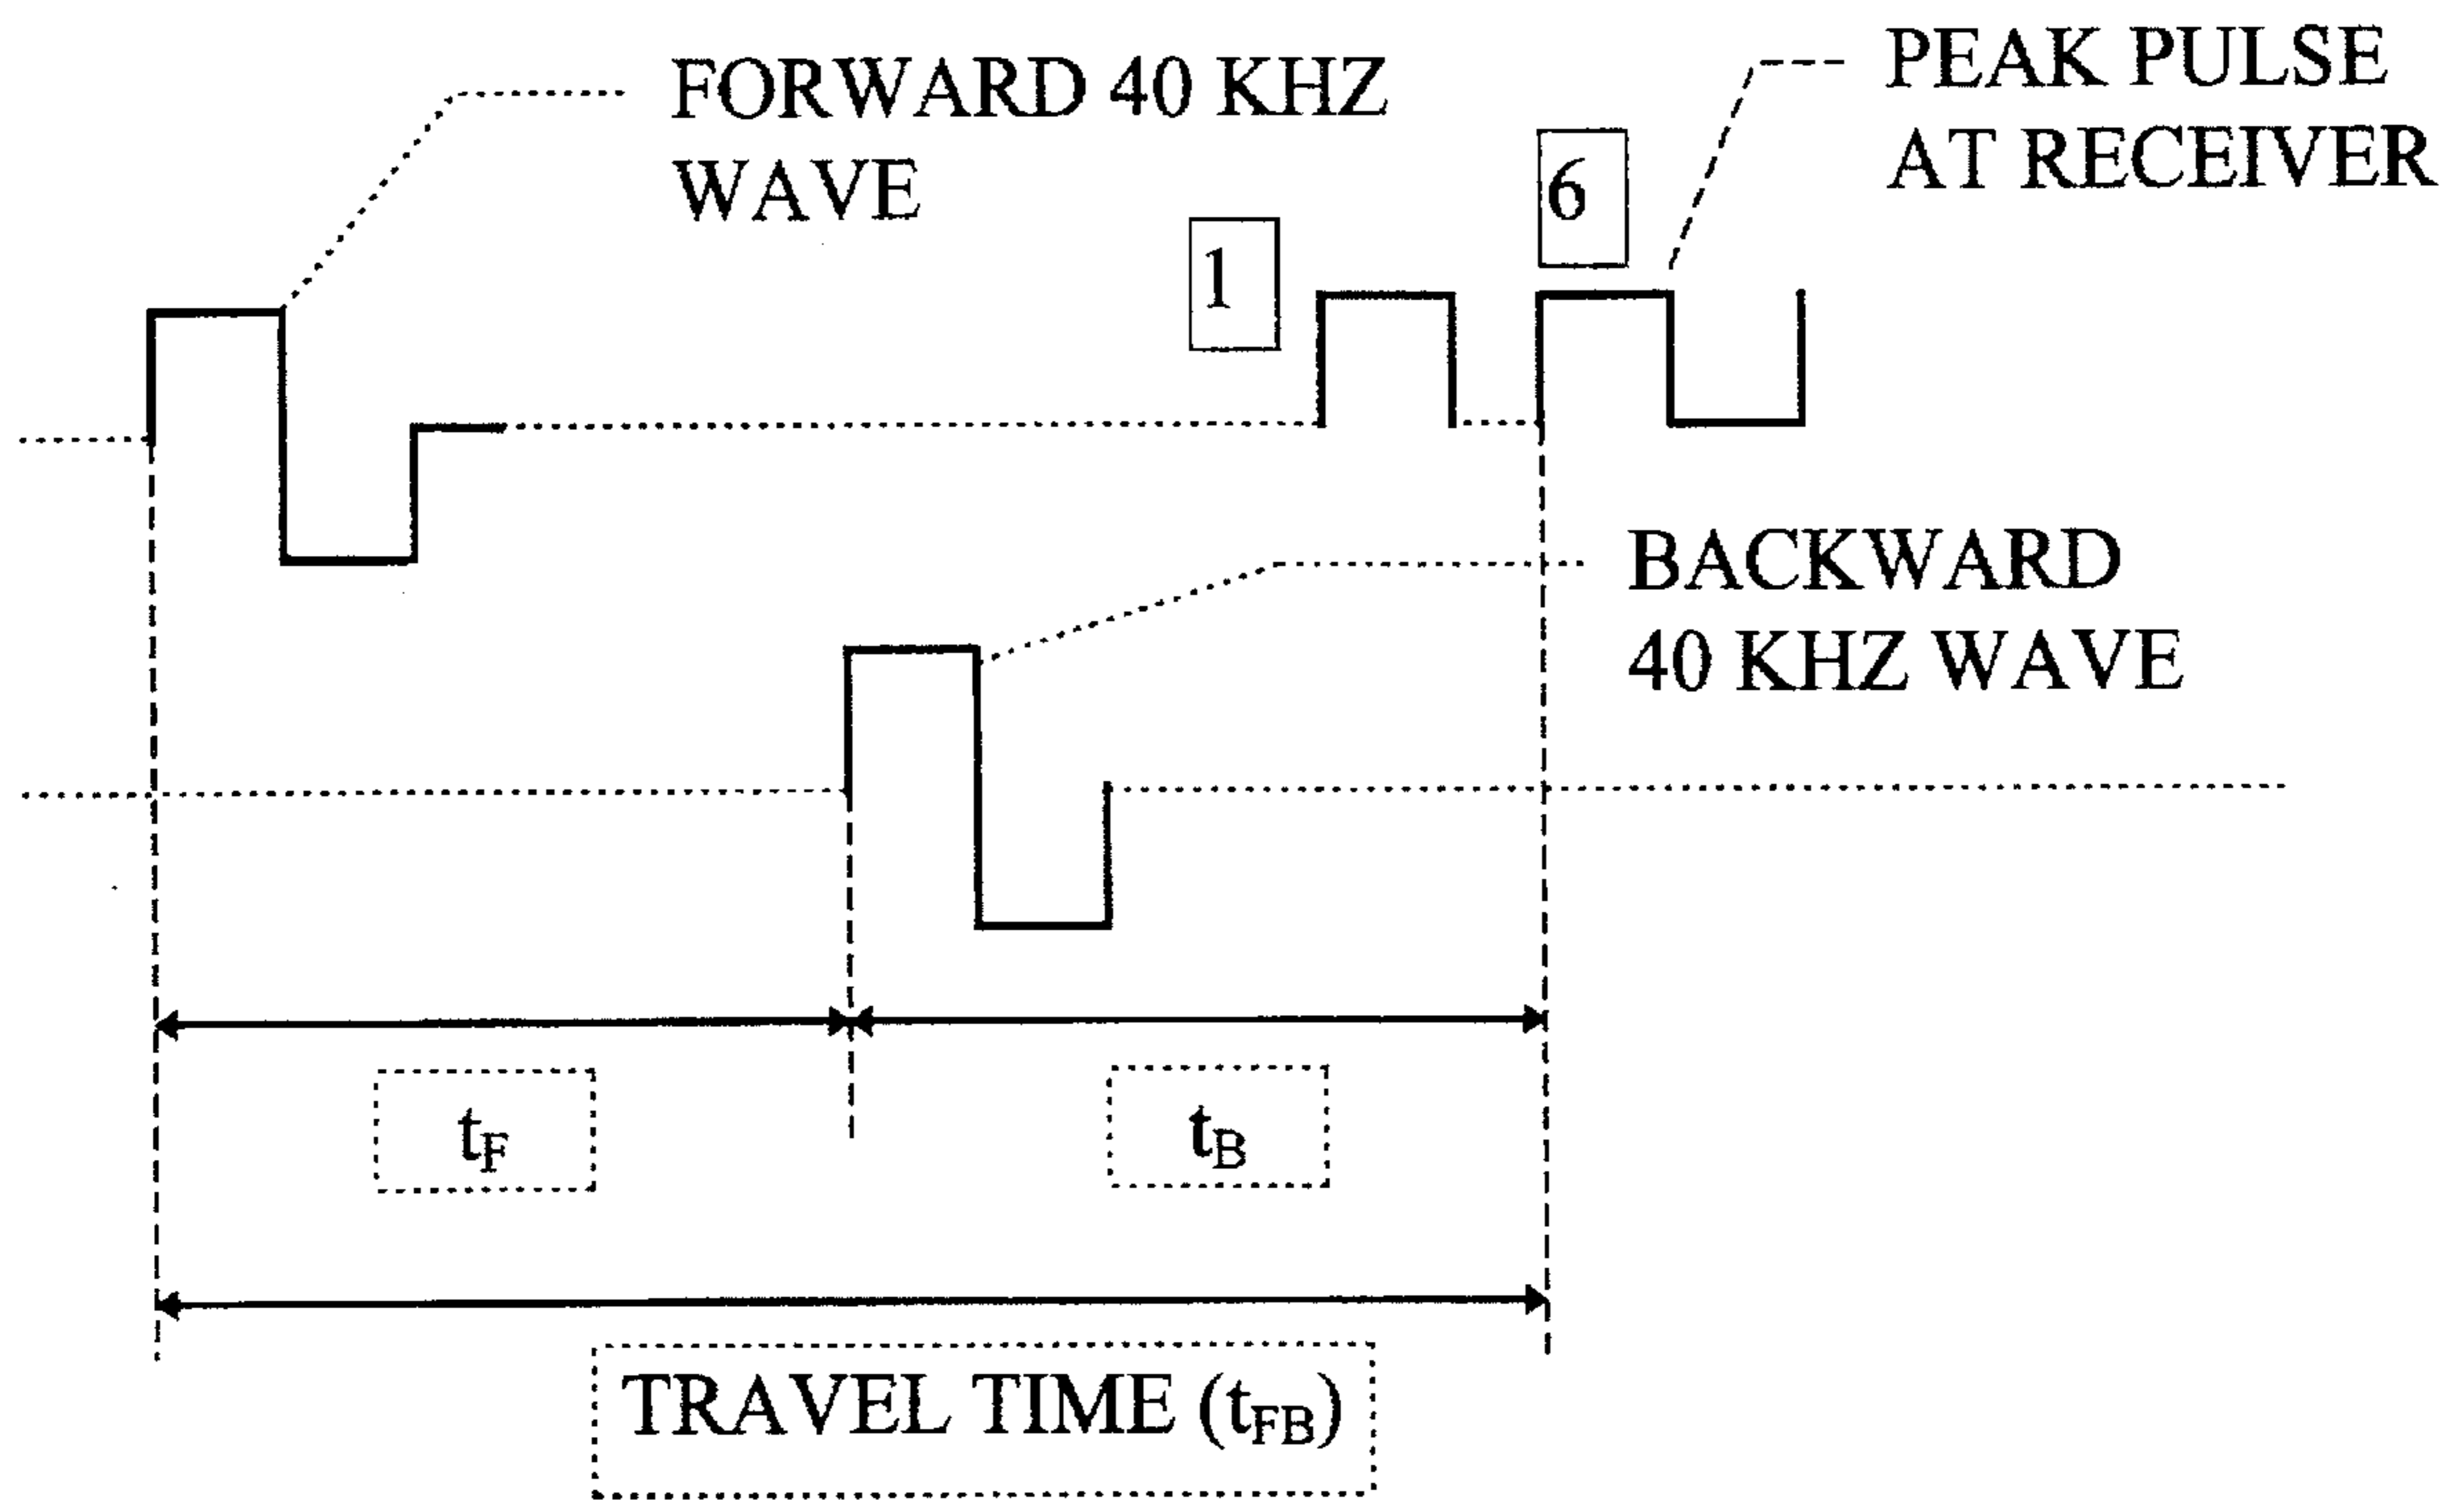 FORWARD 40 KHZ
WAVE
PEAK PULSE
AT RECEIVER
1
6
BACKWARD
40 KHZ WAVE
tF
tB
TRAVEL TIME (tFB)